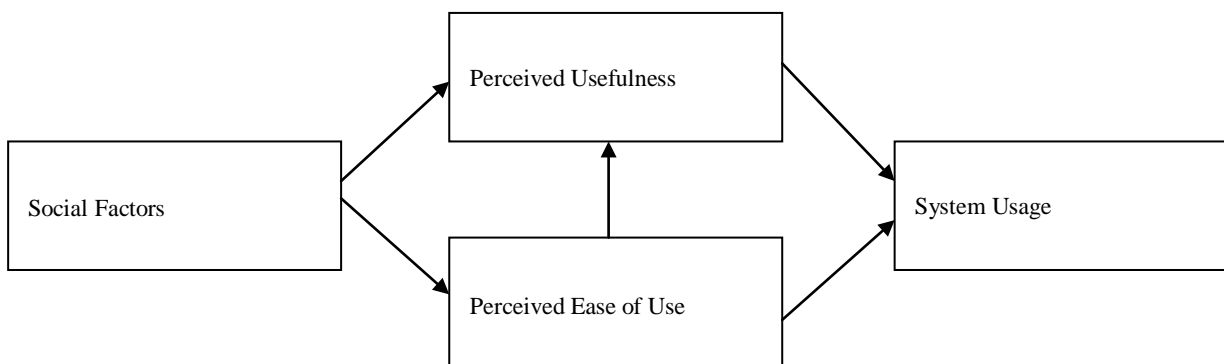 Perceived Usefulness
Social Factors
System Usage
Perceived Ease of Use